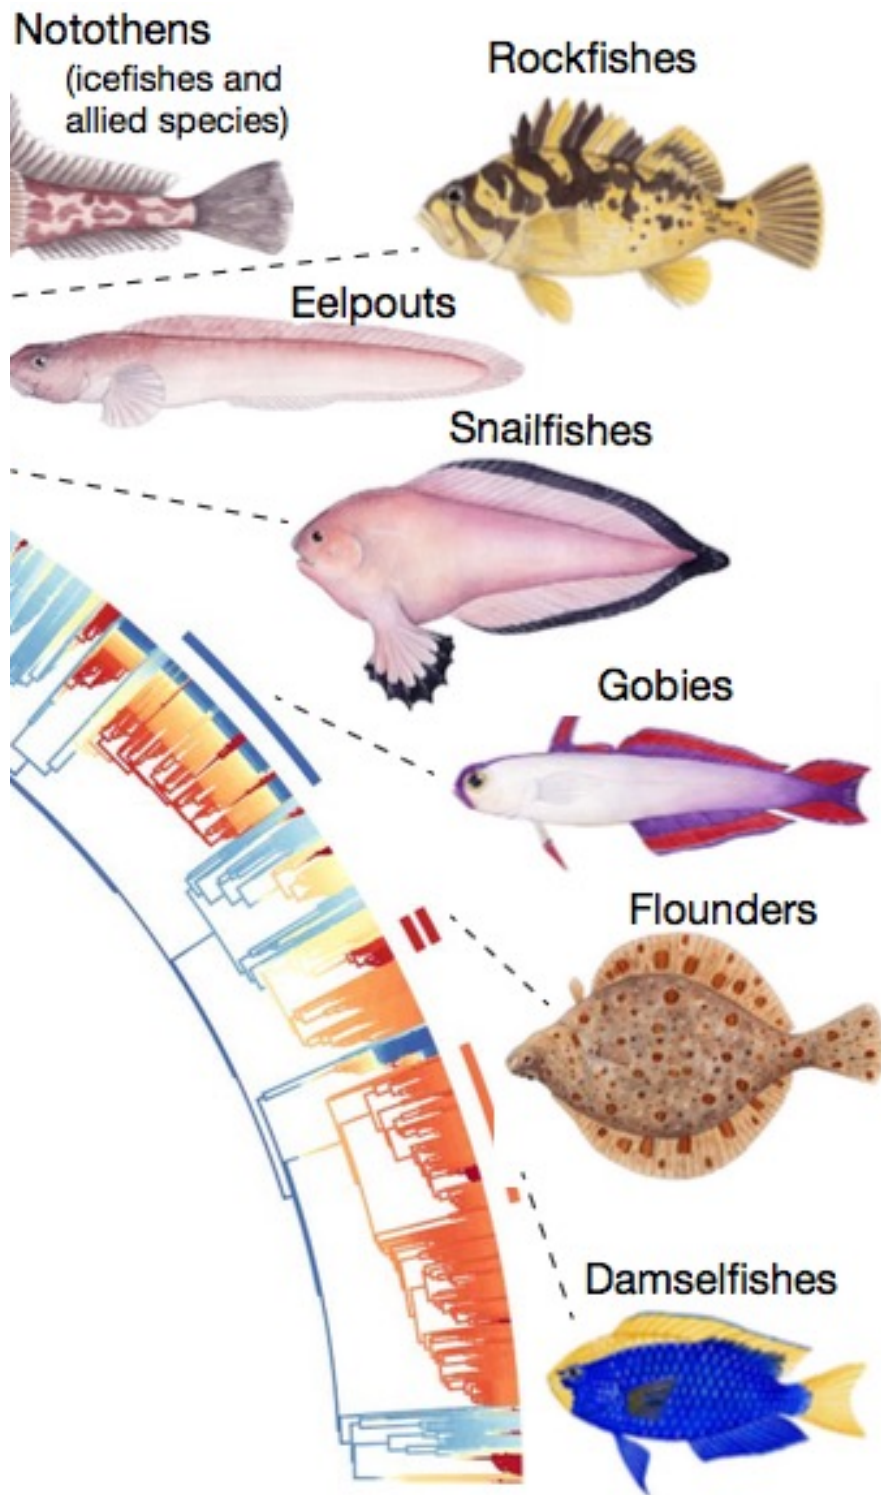 Notothens
(icefishes and
allied species)
Rockfishes
Eelpouts
Snailfishes
Gobies
Flounders
Damselfishes